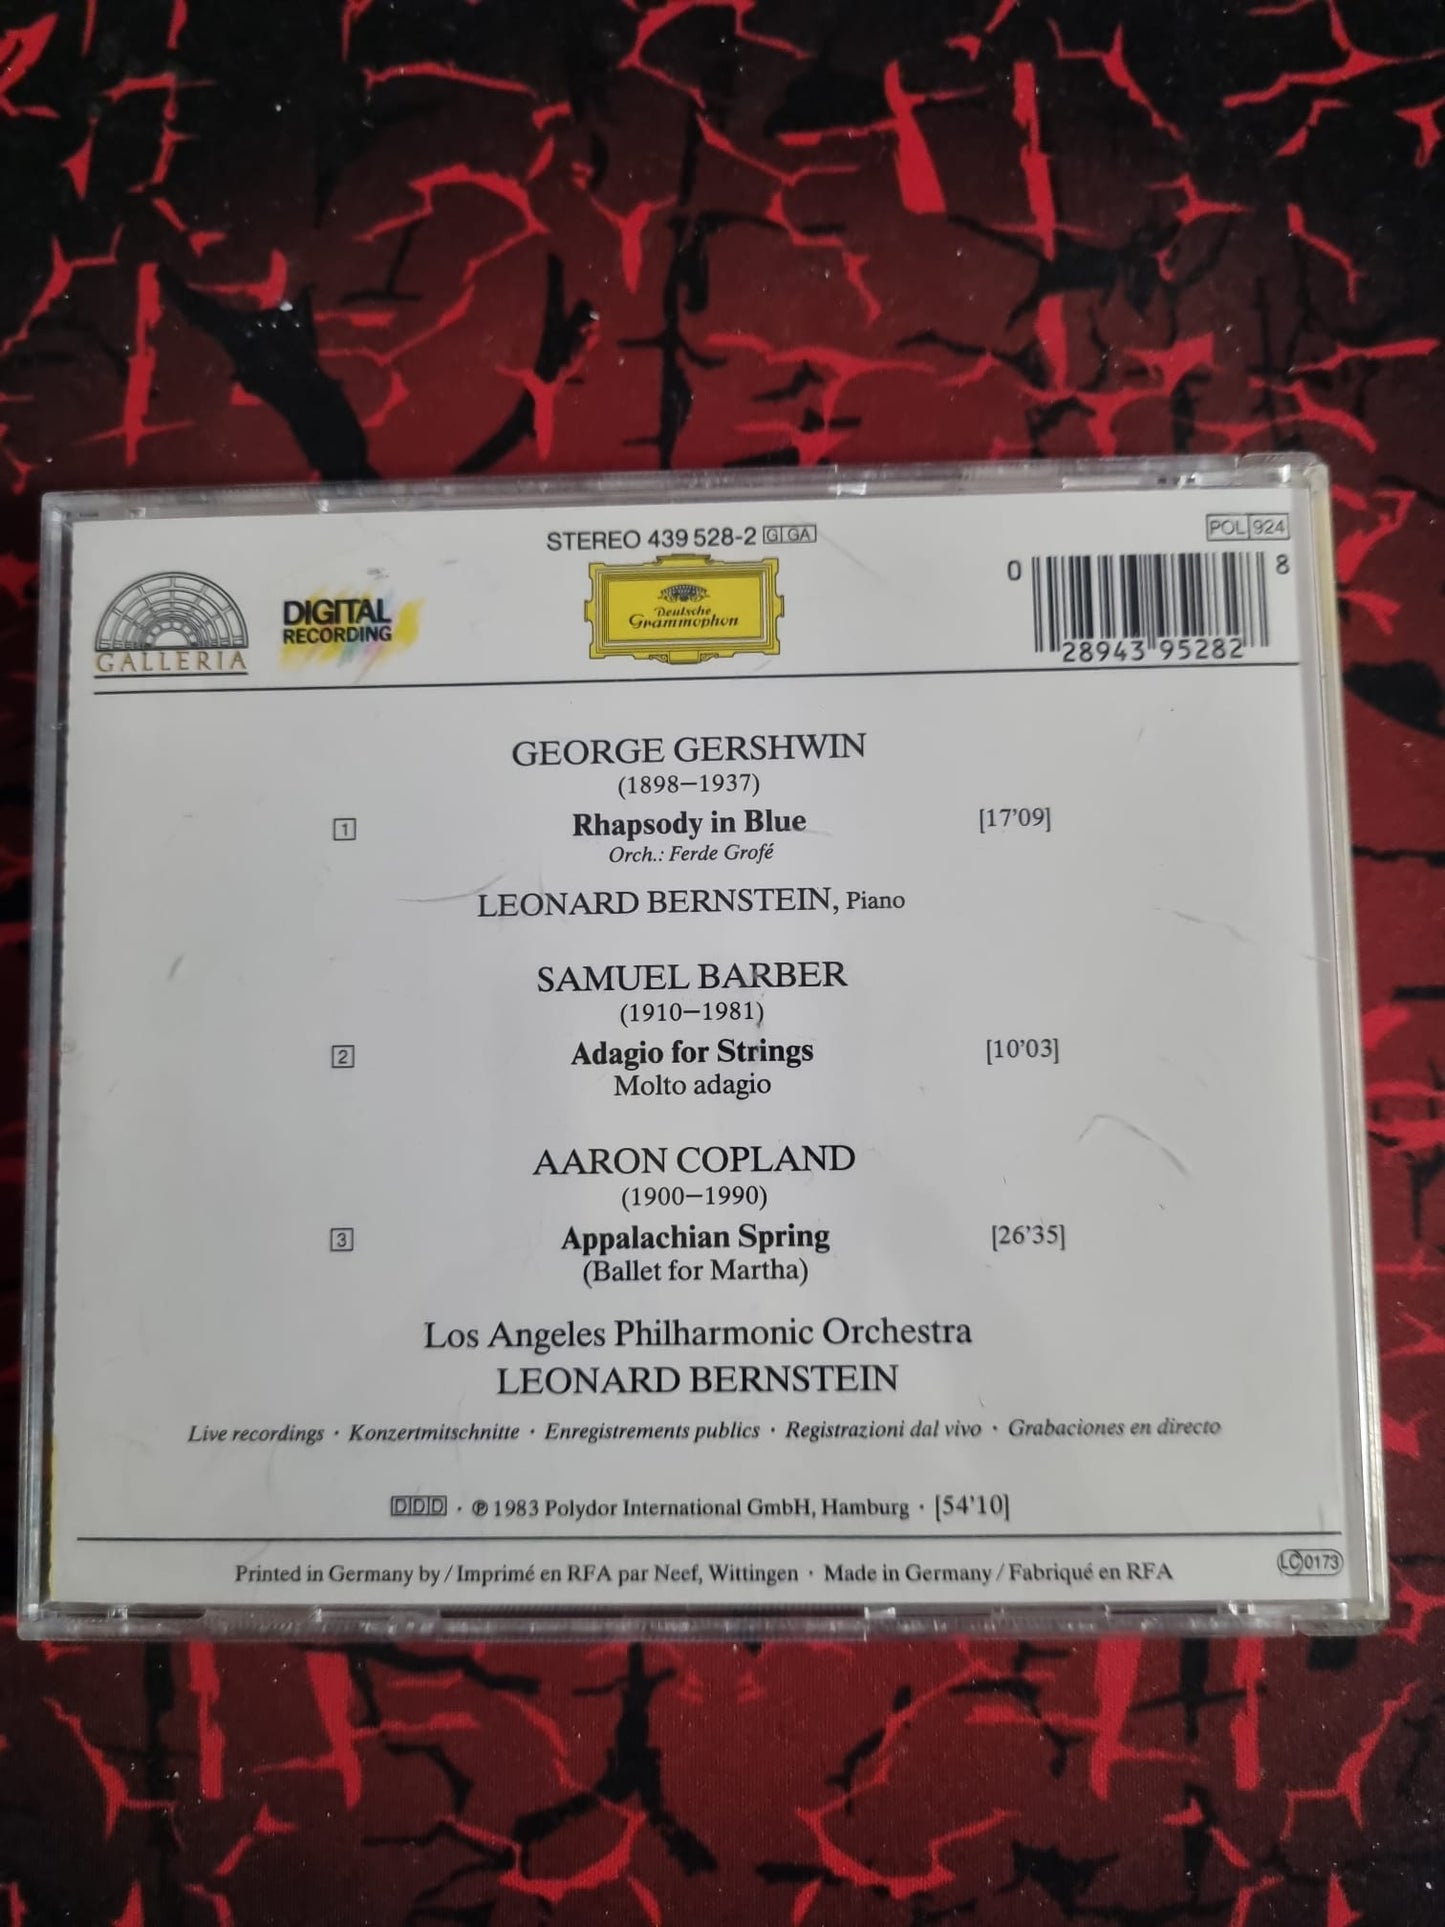 STEREO 439 528-2 G GA
POL 924
GALLERIA
DIGITAL
RECORDING
Deutsche
Grammophon
0 28943 95282 8
GEORGE GERSHWIN
(1898–1937)
1 Rhapsody in Blue [17'09]
Orch.: Ferde Grofé
LEONARD BERNSTEIN, Piano
SAMUEL BARBER
(1910–1981)
2 Adagio for Strings [10'03]
Molto adagio
AARON COPLAND
(1900–1990)
3 Appalachian Spring [26'35]
(Ballet for Martha)
Los Angeles Philharmonic Orchestra
LEONARD BERNSTEIN
Live recordings · Konzertmitschnitte · Enregistrements publics · Registrazioni dal vivo · Grabaciones en directo
DDD · ℗ 1983 Polydor International GmbH, Hamburg · [54'10]
Printed in Germany by / Imprimé en RFA par Neef, Wittingen · Made in Germany / Fabriqué en RFA
LC 0173